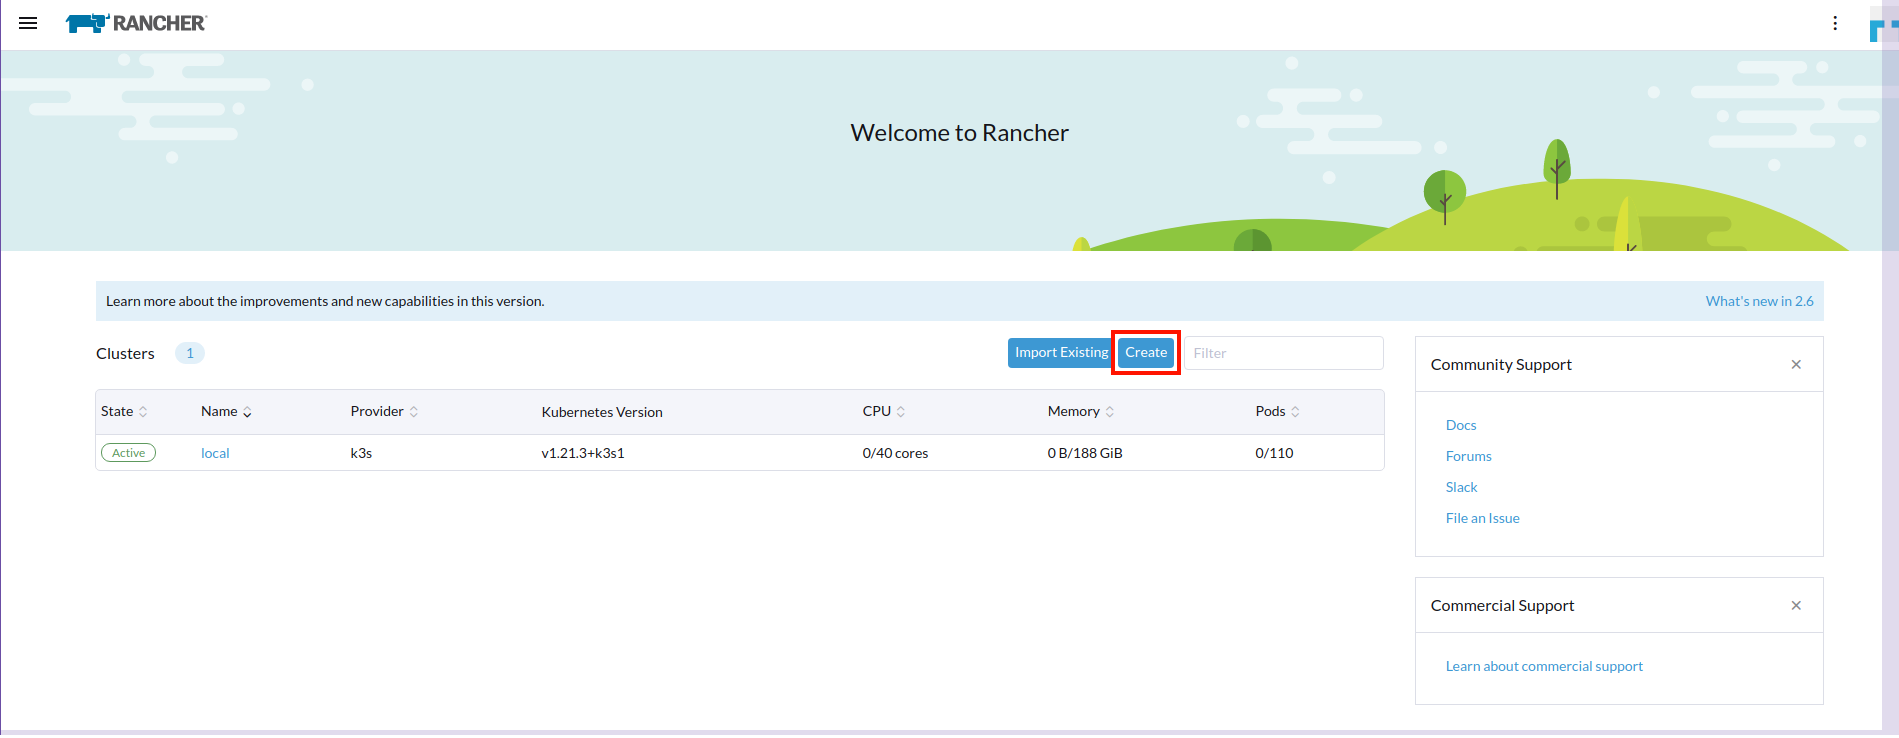 RANCHER
Welcome to Rancher
Learn more about the improvements and new capabilities in this version. What's new in 2.6
Clusters 1 Import Existing Create Filter
State Name Provider Kubernetes Version CPU Memory Pods
Active local k3s v1.21.3+k3s1 0/40 cores 0 B/188 GiB 0/110
Community Support
Docs
Forums
Slack
File an Issue
Commercial Support
Learn about commercial support